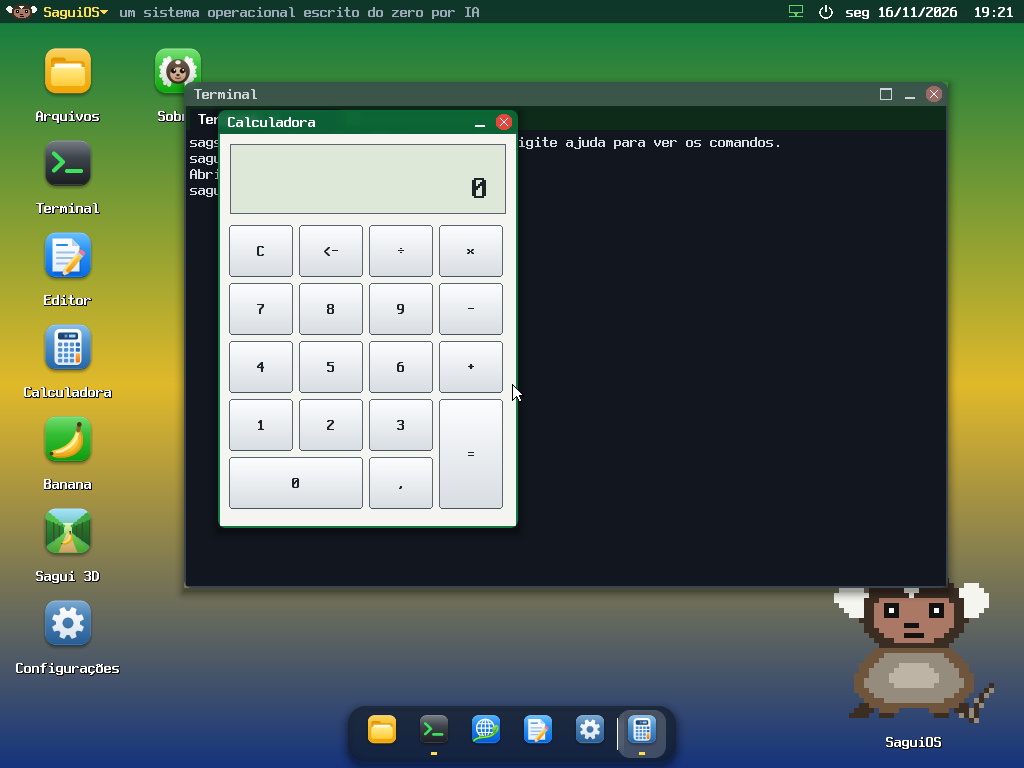 SaguiOS▾ um sistema operacional escrito do zero por IA
seg 16/11/2026 19:21
Arquivos
Terminal
Editor
Calculadora
Banana
Sagui 3D
Configurações
Terminal
igite ajuda para ver os comandos.
Calculadora
0
C <- ÷ ×
7 8 9 -
4 5 6 +
1 2 3 =
0 ,
SaguiOS